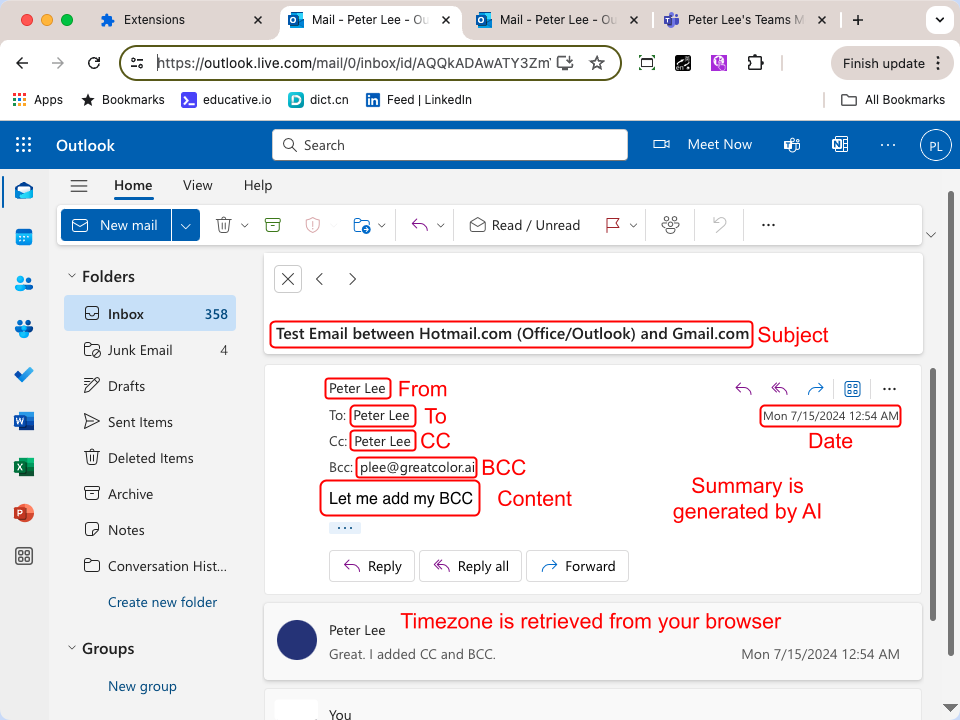 Extensions
Mail - Peter Lee - Ou
Mail - Peter Lee - Ou
Peter Lee's Teams M
https://outlook.live.com/mail/0/inbox/id/AQQkADAwATY3Zm
Finish update
Apps
Bookmarks
educative.io
dict.cn
Feed | LinkedIn
All Bookmarks
Outlook
Search
Meet Now
PL
Home
View
Help
New mail
Read / Unread
Folders
Inbox 358
Junk Email 4
Drafts
Sent Items
Deleted Items
Archive
Notes
Conversation Hist...
Create new folder
Groups
New group
Test Email between Hotmail.com (Office/Outlook) and Gmail.com Subject
Peter Lee From
To: Peter Lee To
Mon 7/15/2024 12:54 AM
Date
Cc: Peter Lee CC
Bcc: plee@greatcolor.ai BCC
Let me add my BCC Content
Summary is
generated by AI
Reply
Reply all
Forward
Timezone is retrieved from your browser
Peter Lee
Great. I added CC and BCC.
Mon 7/15/2024 12:54 AM
You